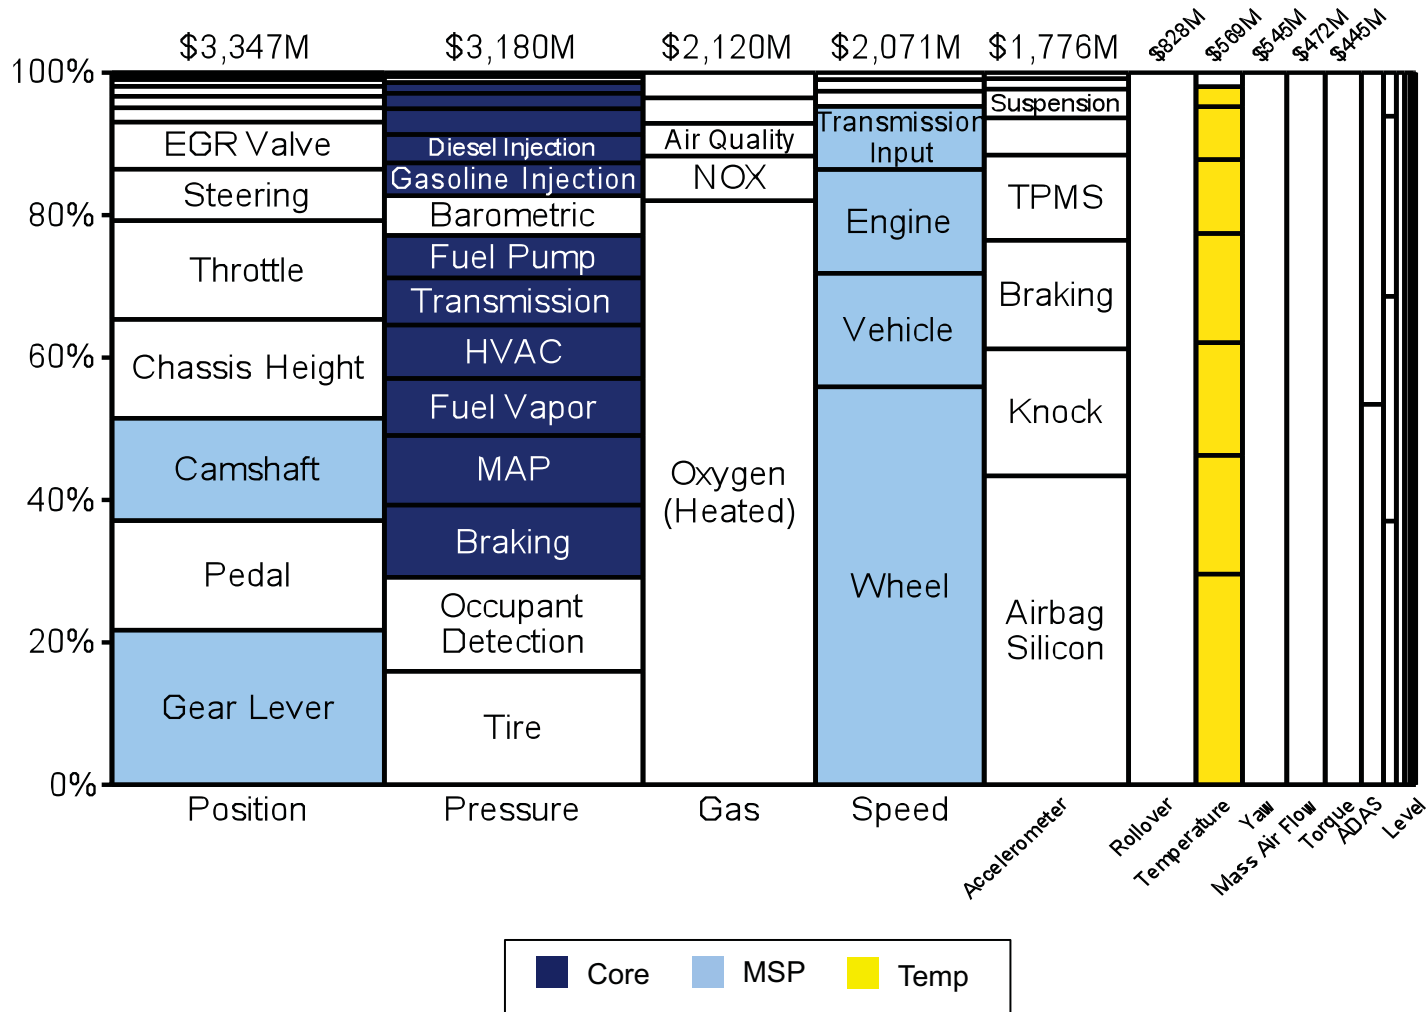 $3,347M $3,180M $2,120M $2,071M $1,776M $828M $569M $545M $472M $445M
100%
80%
60%
40%
20%
0%
EGR Valve
Steering
Throttle
Chassis Height
Camshaft
Pedal
Gear Lever
Diesel Injection
Gasoline Injection
Barometric
Fuel Pump
Transmission
HVAC
Fuel Vapor
MAP
Braking
Occupant
Detection
Tire
Air Quality
NOX
Oxygen
(Heated)
Transmission
Input
Engine
Vehicle
Wheel
Suspension
TPMS
Braking
Knock
Airbag
Silicon
Position Pressure Gas Speed Accelerometer Rollover Temperature Yaw Mass Air Flow Torque ADAS Level
Core MSP Temp